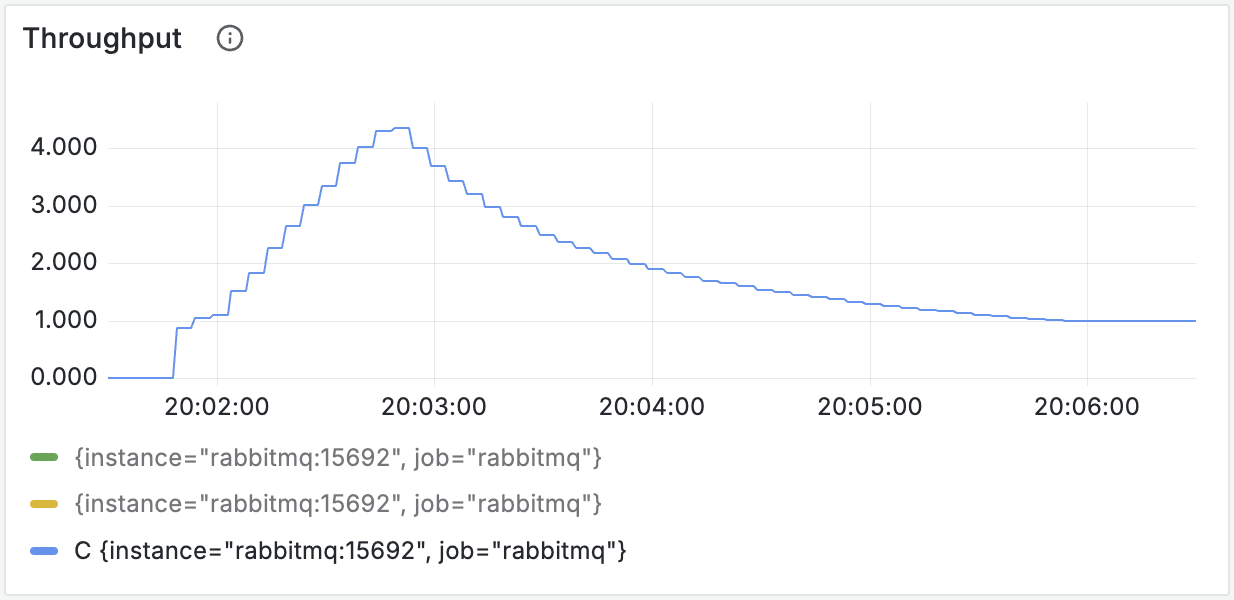 Throughput
4.000
3.000
2.000
1.000
0.000
20:02:00 20:03:00 20:04:00 20:05:00 20:06:00
{instance="rabbitmq:15692", job="rabbitmq"}
{instance="rabbitmq:15692", job="rabbitmq"}
C {instance="rabbitmq:15692", job="rabbitmq"}